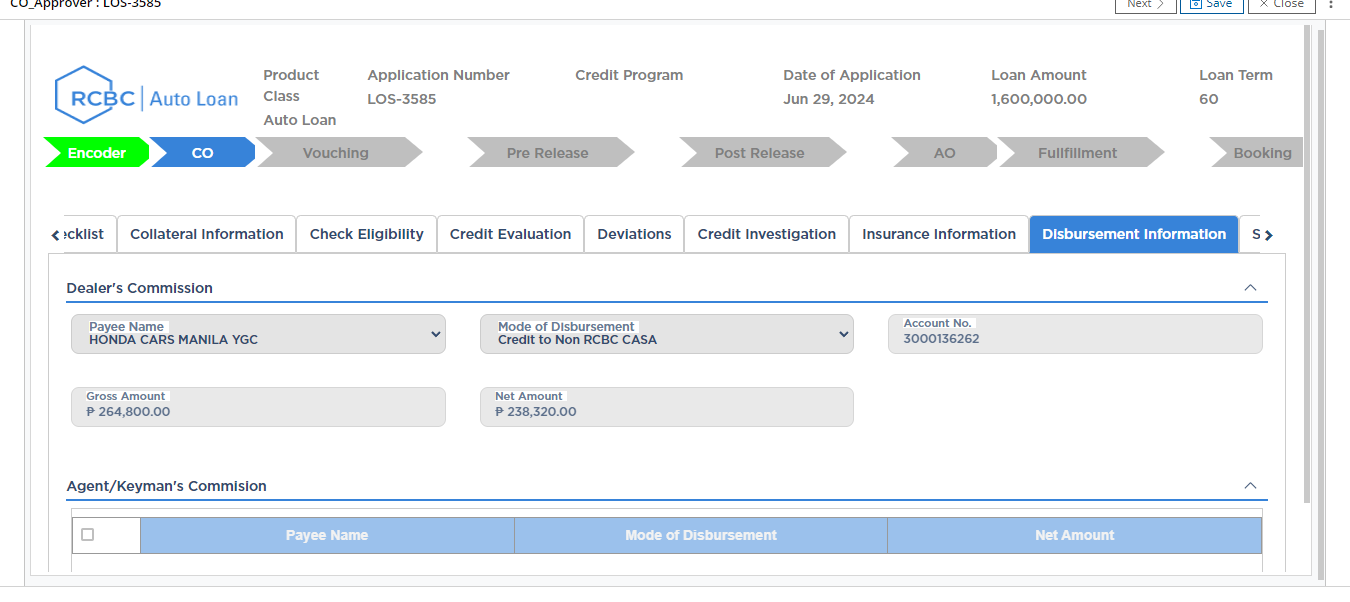 CO_Approver : LOS-3585
Next
Save
Close
RCBC Auto Loan
Product Class
Auto Loan
Application Number
LOS-3585
Credit Program
Date of Application
Jun 29, 2024
Loan Amount
1,600,000.00
Loan Term
60
Encoder
CO
Vouching
Pre Release
Post Release
AO
Fullfillment
Booking
ecklist
Collateral Information
Check Eligibility
Credit Evaluation
Deviations
Credit Investigation
Insurance Information
Disbursement Information
S
Dealer's Commission
Payee Name
HONDA CARS MANILA YGC
Mode of Disbursement
Credit to Non RCBC CASA
Account No.
3000136262
Gross Amount
₱ 264,800.00
Net Amount
₱ 238,320.00
Agent/Keyman's Commision
Payee Name
Mode of Disbursement
Net Amount